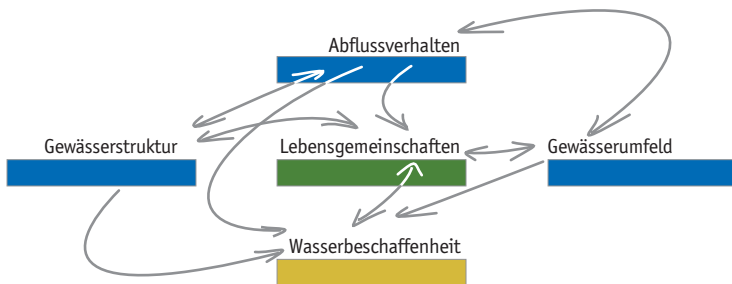 Abflussverhalten
Gewässerstruktur
Lebensgemeinschaften
Gewässerumfeld
Wasserbeschaffenheit